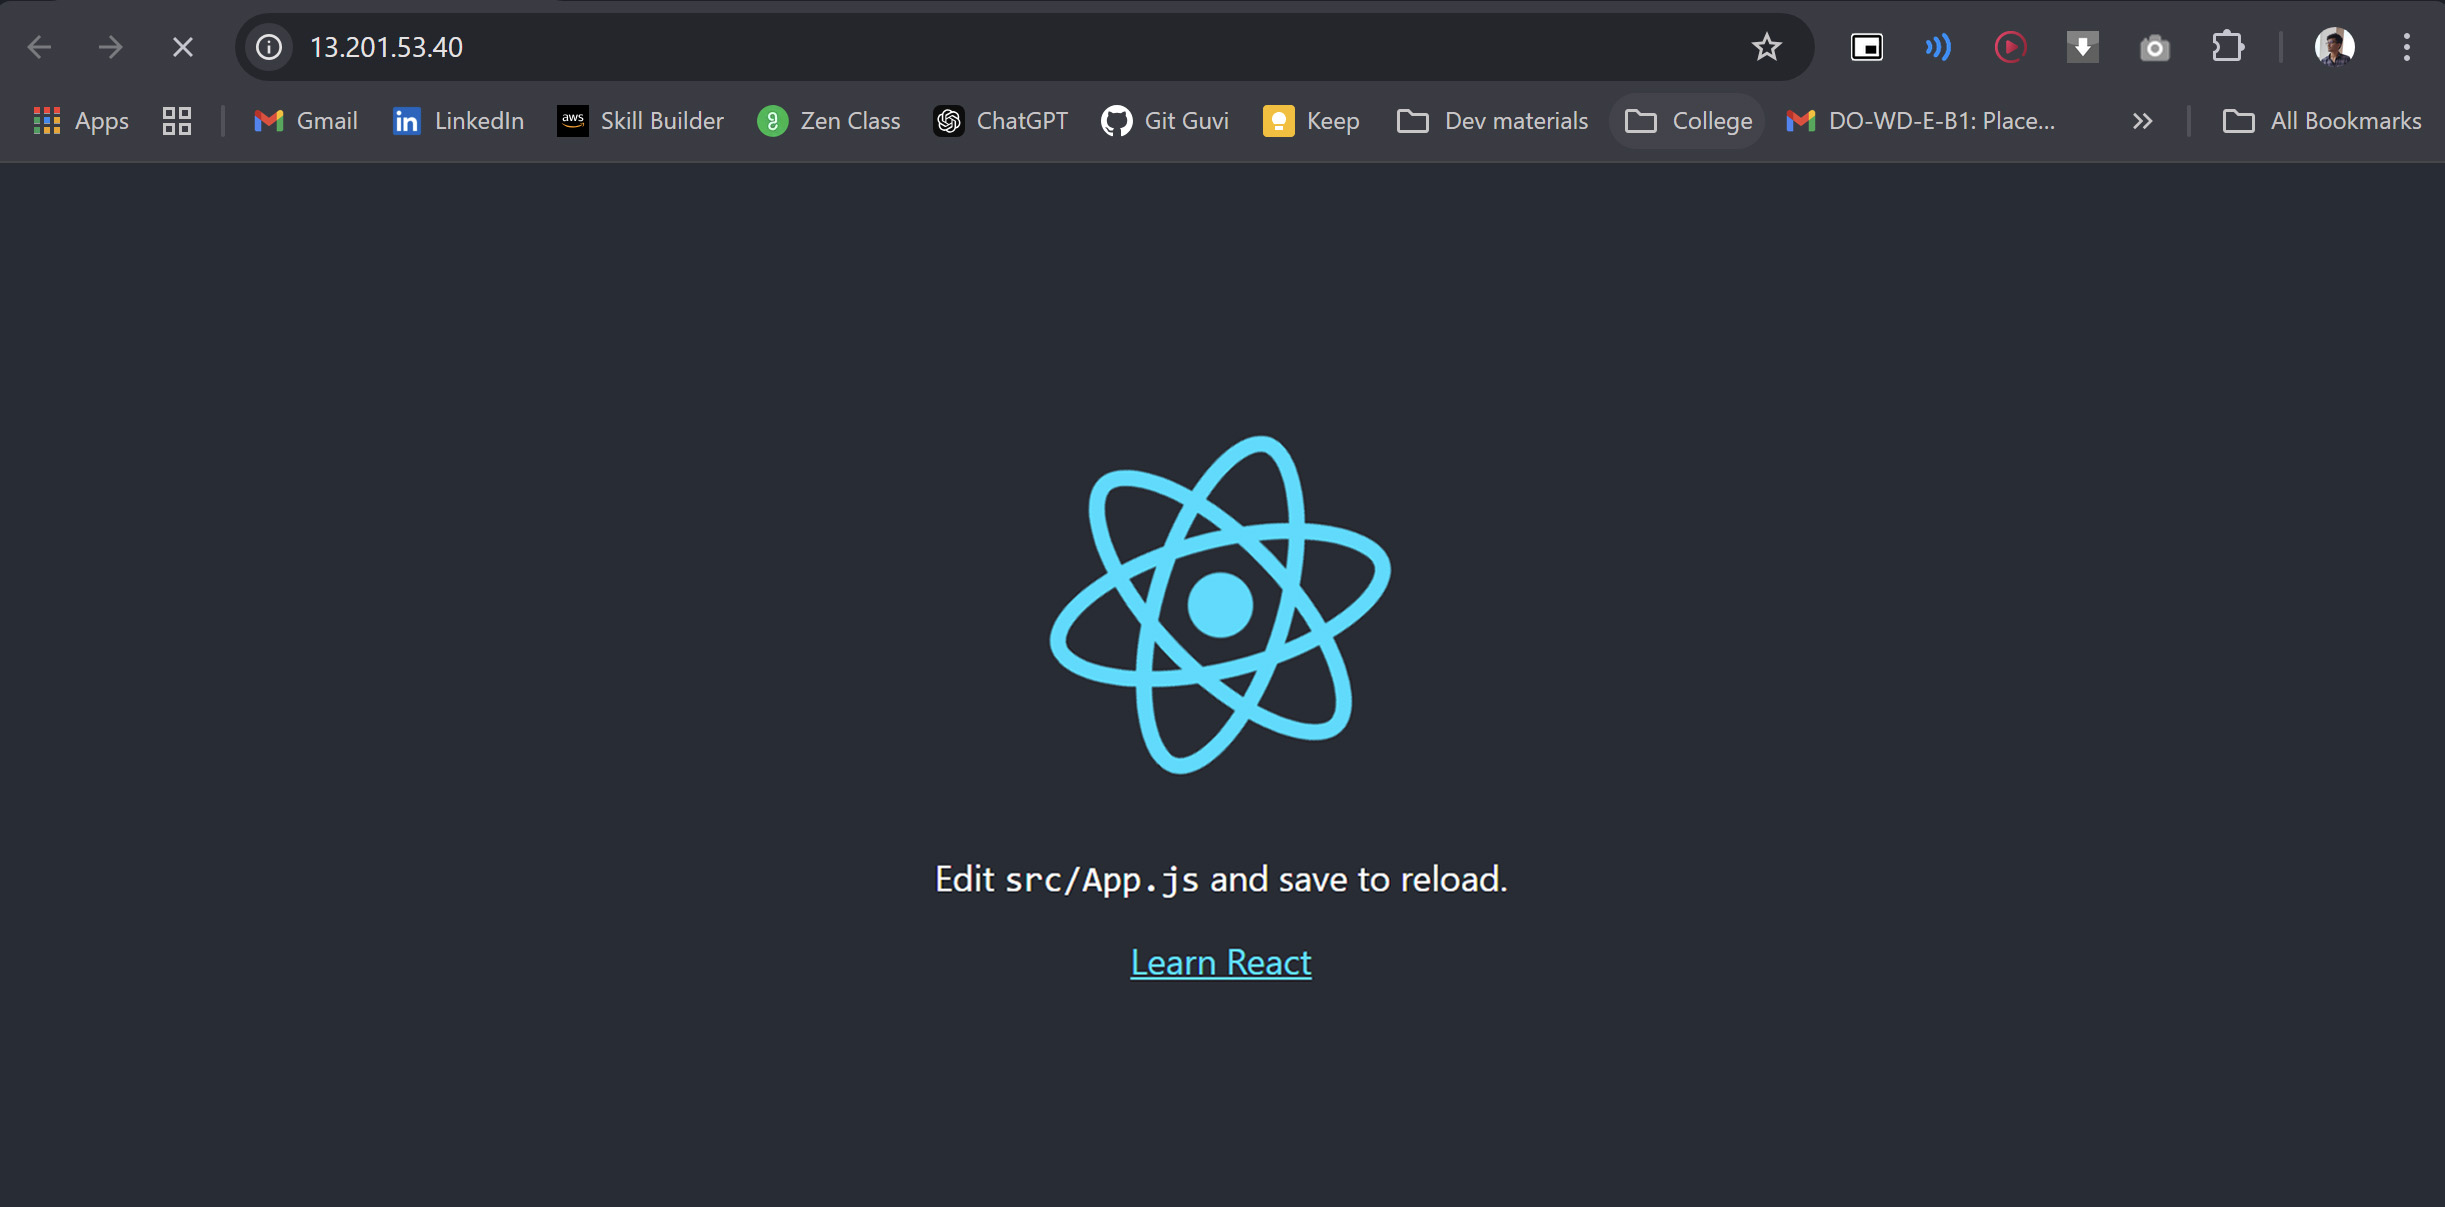 13.201.53.40
Apps Gmail LinkedIn aws Skill Builder Zen Class ChatGPT Git Guvi Keep Dev materials College DO-WD-E-B1: Place... All Bookmarks
Edit src/App.js and save to reload.
Learn React